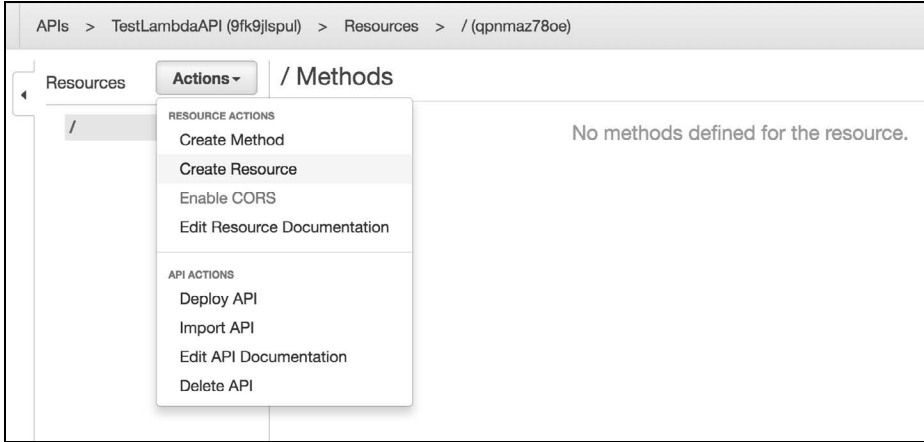 APIs > TestLambdaAPI (9fk9jlspul) > Resources > / (qpnmaz78oe)
Resources Actions / Methods
/
No methods defined for the resource.
RESOURCE ACTIONS
Create Method
Create Resource
Enable CORS
Edit Resource Documentation
API ACTIONS
Deploy API
Import API
Edit API Documentation
Delete API